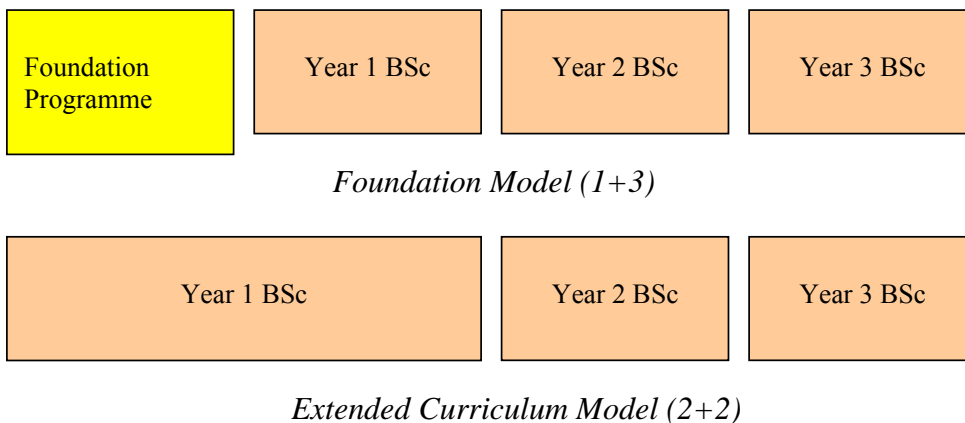 Foundation
Programme
Year 1 BSc
Year 2 BSc
Year 3 BSc
Foundation Model (1+3)
Year 1 BSc
Year 2 BSc
Year 3 BSc
Extended Curriculum Model (2+2)